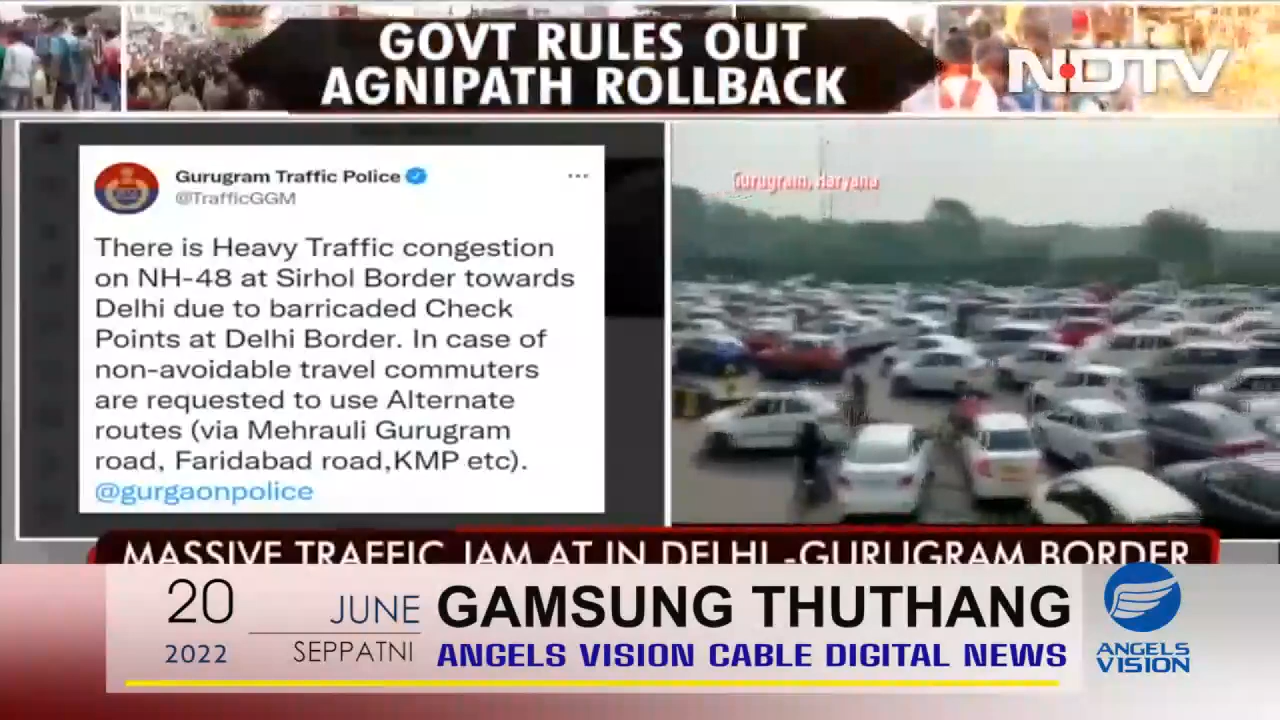 GOVT RULES OUT
AGNIPATH ROLLBACK
NDTV
Gurugram Traffic Police
@TrafficGGM
There is Heavy Traffic congestion
on NH-48 at Sirhol Border towards
Delhi due to barricaded Check
Points at Delhi Border. In case of
non-avoidable travel commuters
are requested to use Alternate
routes (via Mehrauli Gurugram
road, Faridabad road,KMP etc).
@gurgaonpolice
Gurugram, Haryana
MASSIVE TRAFFIC JAM AT IN DELHI -GURUGRAM BORDER
20
2022
JUNE
SEPPATNI
GAMSUNG THUTHANG
ANGELS VISION CABLE DIGITAL NEWS
ANGELS
VISION